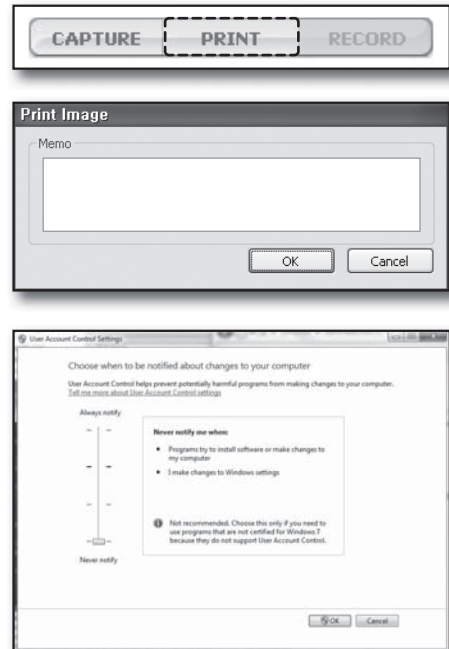 CAPTURE PRINT RECORD
Print Image
Memo
OK Cancel
User Account Control Settings
Choose when to be notified about changes to your computer
User Account Control helps prevent potentially harmful programs from making changes to your computer.
Tell me more about User Account Control settings
Always notify
Never notify me when:
• Programs try to install software or make changes to
my computer
• I make changes to Windows settings
Not recommended. Choose this only if you need to
use programs that are not certified for Windows 7
because they do not support User Account Control.
Never notify
OK Cancel